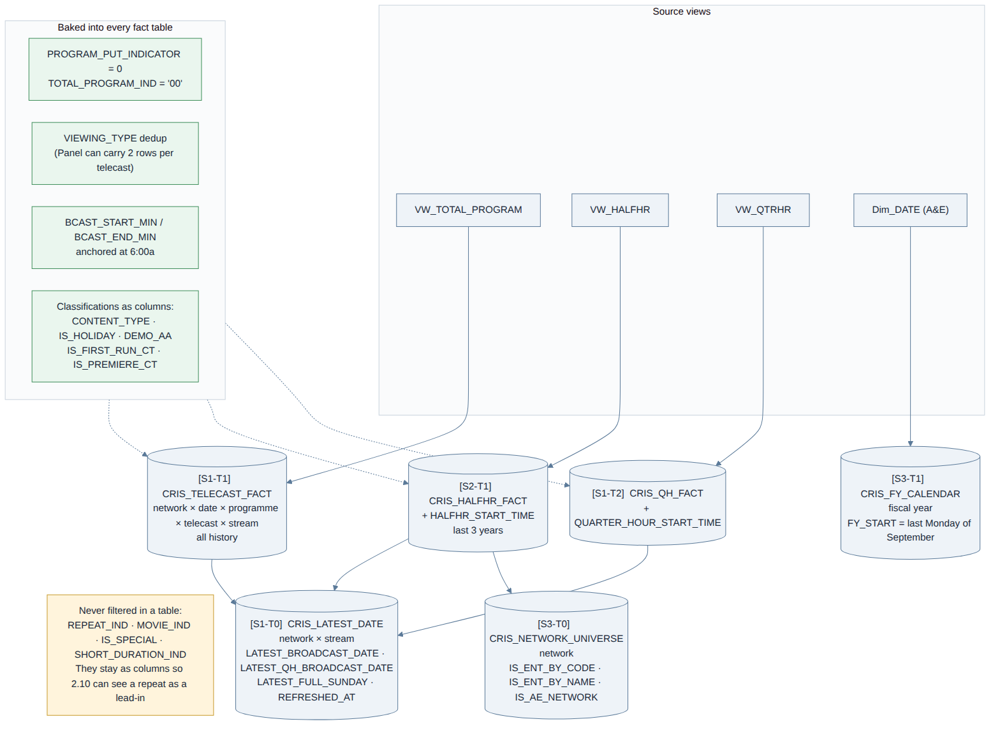 Source views
Baked into every fact table
PROGRAM_PUT_INDICATOR
= 0
TOTAL_PROGRAM_IND = '00'
VIEWING_TYPE dedup
(Panel can carry 2 rows per
telecast)
BCAST_START_MIN /
BCAST_END_MIN
anchored at 6:00a
Classifications as columns:
CONTENT_TYPE ·
IS_HOLIDAY · DEMO_AA
IS_FIRST_RUN_CT ·
IS_PREMIERE_CT
VW_TOTAL_PROGRAM
VW_HALFHR
VW_QTRHR
Dim_DATE (A&E)
[S1-T1]
CRIS_TELECAST_FACT
network × date × programme
× telecast × stream
all history
[S2-T1]
CRIS_HALFHR_FACT
+ HALFHR_START_TIME
last 3 years
[S1-T2]  CRIS_QH_FACT
+
QUARTER_HOUR_START_TIME
[S3-T1]
CRIS_FY_CALENDAR
fiscal year
FY_START = last Monday of
September
Never filtered in a table:
REPEAT_IND · MOVIE_IND
· IS_SPECIAL ·
SHORT_DURATION_IND
They stay as columns so
2.10 can see a repeat as a
lead-in
[S1-T0]  CRIS_LATEST_DATE
network × stream
LATEST_BROADCAST_DATE ·
LATEST_QH_BROADCAST_DATE
LATEST_FULL_SUNDAY ·
REFRESHED_AT
[S3-T0]
CRIS_NETWORK_UNIVERSE
network
IS_ENT_BY_CODE ·
IS_ENT_BY_NAME ·
IS_AE_NETWORK